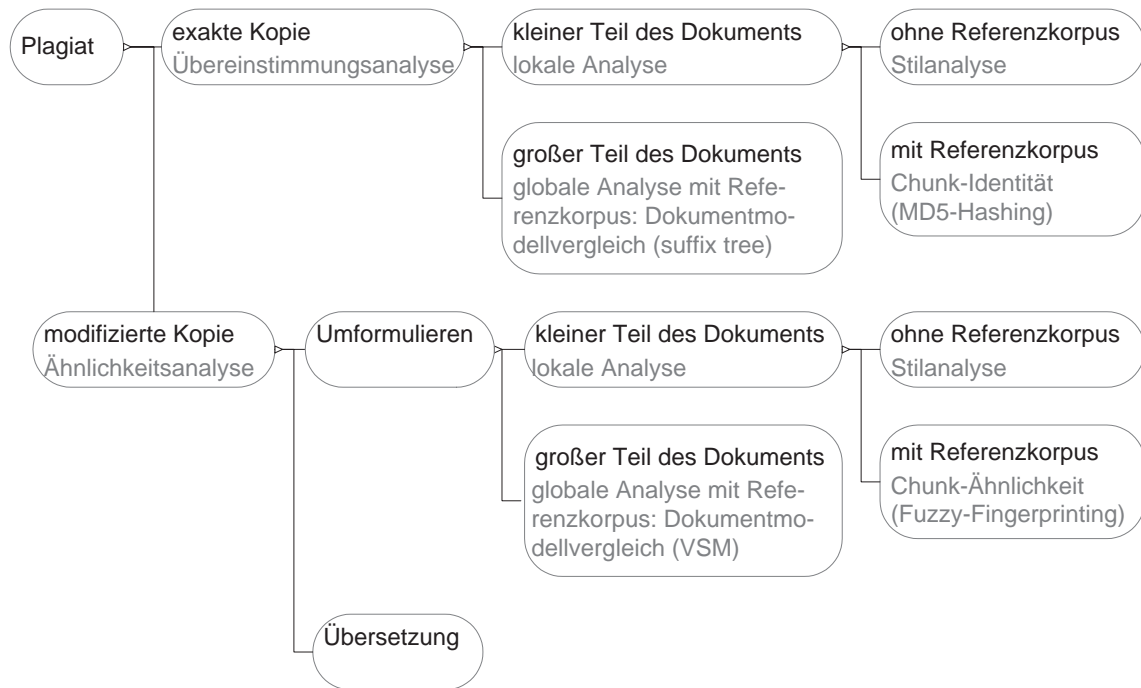 Plagiat
exakte Kopie
Übereinstimmungsanalyse
kleiner Teil des Dokuments
lokale Analyse
ohne Referenzkorpus
Stilanalyse
mit Referenzkorpus
Chunk-Identität
(MD5-Hashing)
großer Teil des Dokuments
globale Analyse mit Refe-
renzkorpus: Dokumentmo-
dellvergleich (suffix tree)
modifizierte Kopie
Ähnlichkeitsanalyse
Umformulieren
kleiner Teil des Dokuments
lokale Analyse
ohne Referenzkorpus
Stilanalyse
mit Referenzkorpus
Chunk-Ähnlichkeit
(Fuzzy-Fingerprinting)
großer Teil des Dokuments
globale Analyse mit Refe-
renzkorpus: Dokumentmo-
dellvergleich (VSM)
Übersetzung